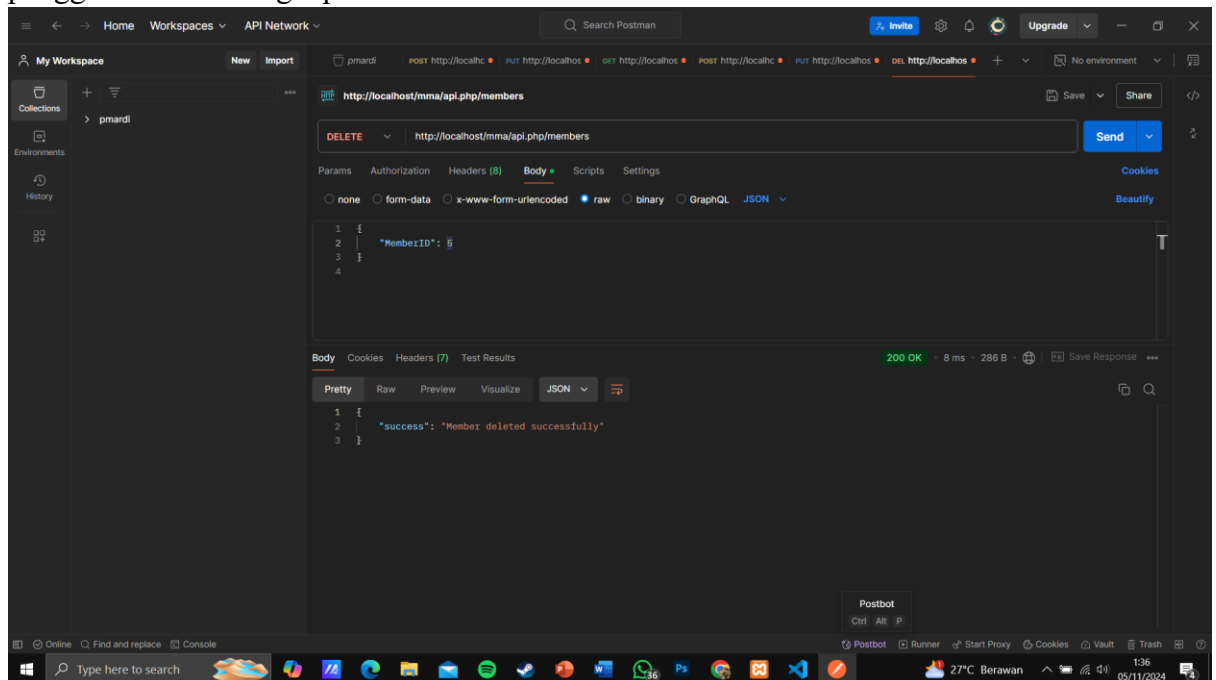 Home Workspaces API Network Search Postman Invite Upgrade
My Workspace New Import pmardi POST http://localhc PUT http://localhos GET http://localhos POST http://localhc PUT http://localhos DEL http://localhos No environment
Collections
pmardi
Environments
History
HTTP http://localhost/mma/api.php/members Save Share
DELETE http://localhost/mma/api.php/members Send
Params Authorization Headers (8) Body Scripts Settings Cookies
none form-data x-www-form-urlencoded raw binary GraphQL JSON Beautify
1 {
2 "MemberID": 5
3 }
4
Body Cookies Headers (7) Test Results 200 OK 8 ms 286 B Save Response
Pretty Raw Preview Visualize JSON
1 {
2 "success": "Member deleted successfully"
3 }
Postbot
Ctrl Alt P
Online Find and replace Console Postbot Runner Start Proxy Cookies Vault Trash
Type here to search 36 27°C Berawan 1:36
05/11/2024 4